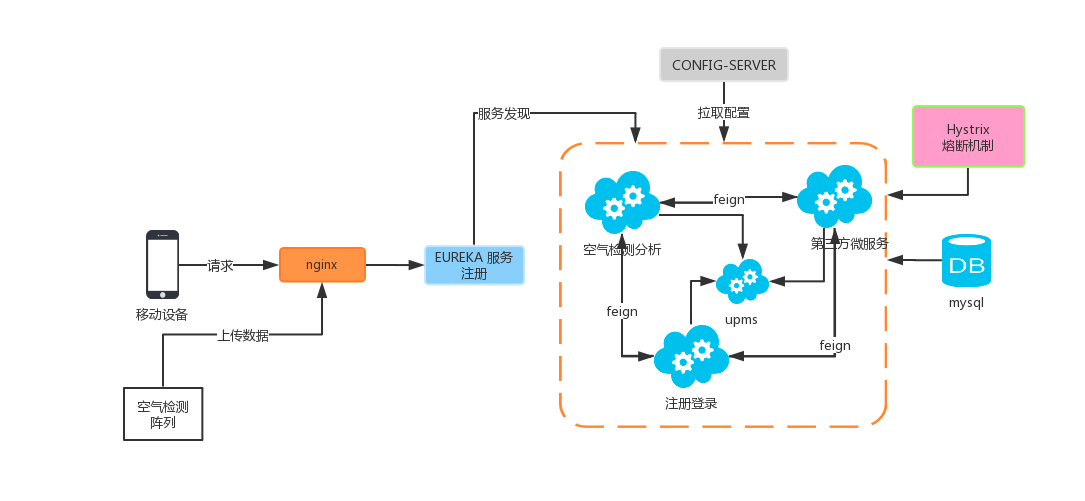 CONFIG-SERVER
服务发现
拉取配置
Hystrix
熔断机制
feign
空气检测分析
第三方微服务
请求
nginx
EUREKA 服务
注册
DB
mysql
移动设备
upms
feign
上传数据
feign
空气检测
阵列
注册登录